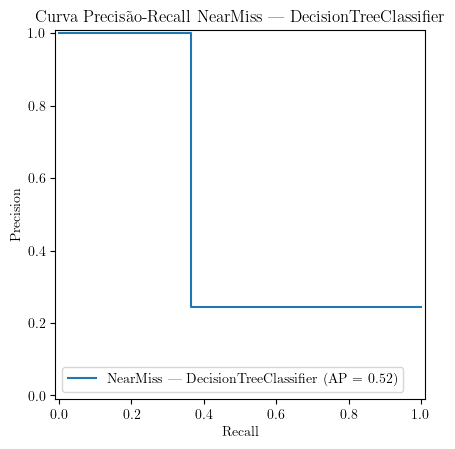 Curva Precisão-Recall NearMiss — DecisionTreeClassifier
1.0
0.8
0.6
0.4
0.2
0.0
Precision
NearMiss — DecisionTreeClassifier (AP = 0.52)
0.0 0.2 0.4 0.6 0.8 1.0
Recall